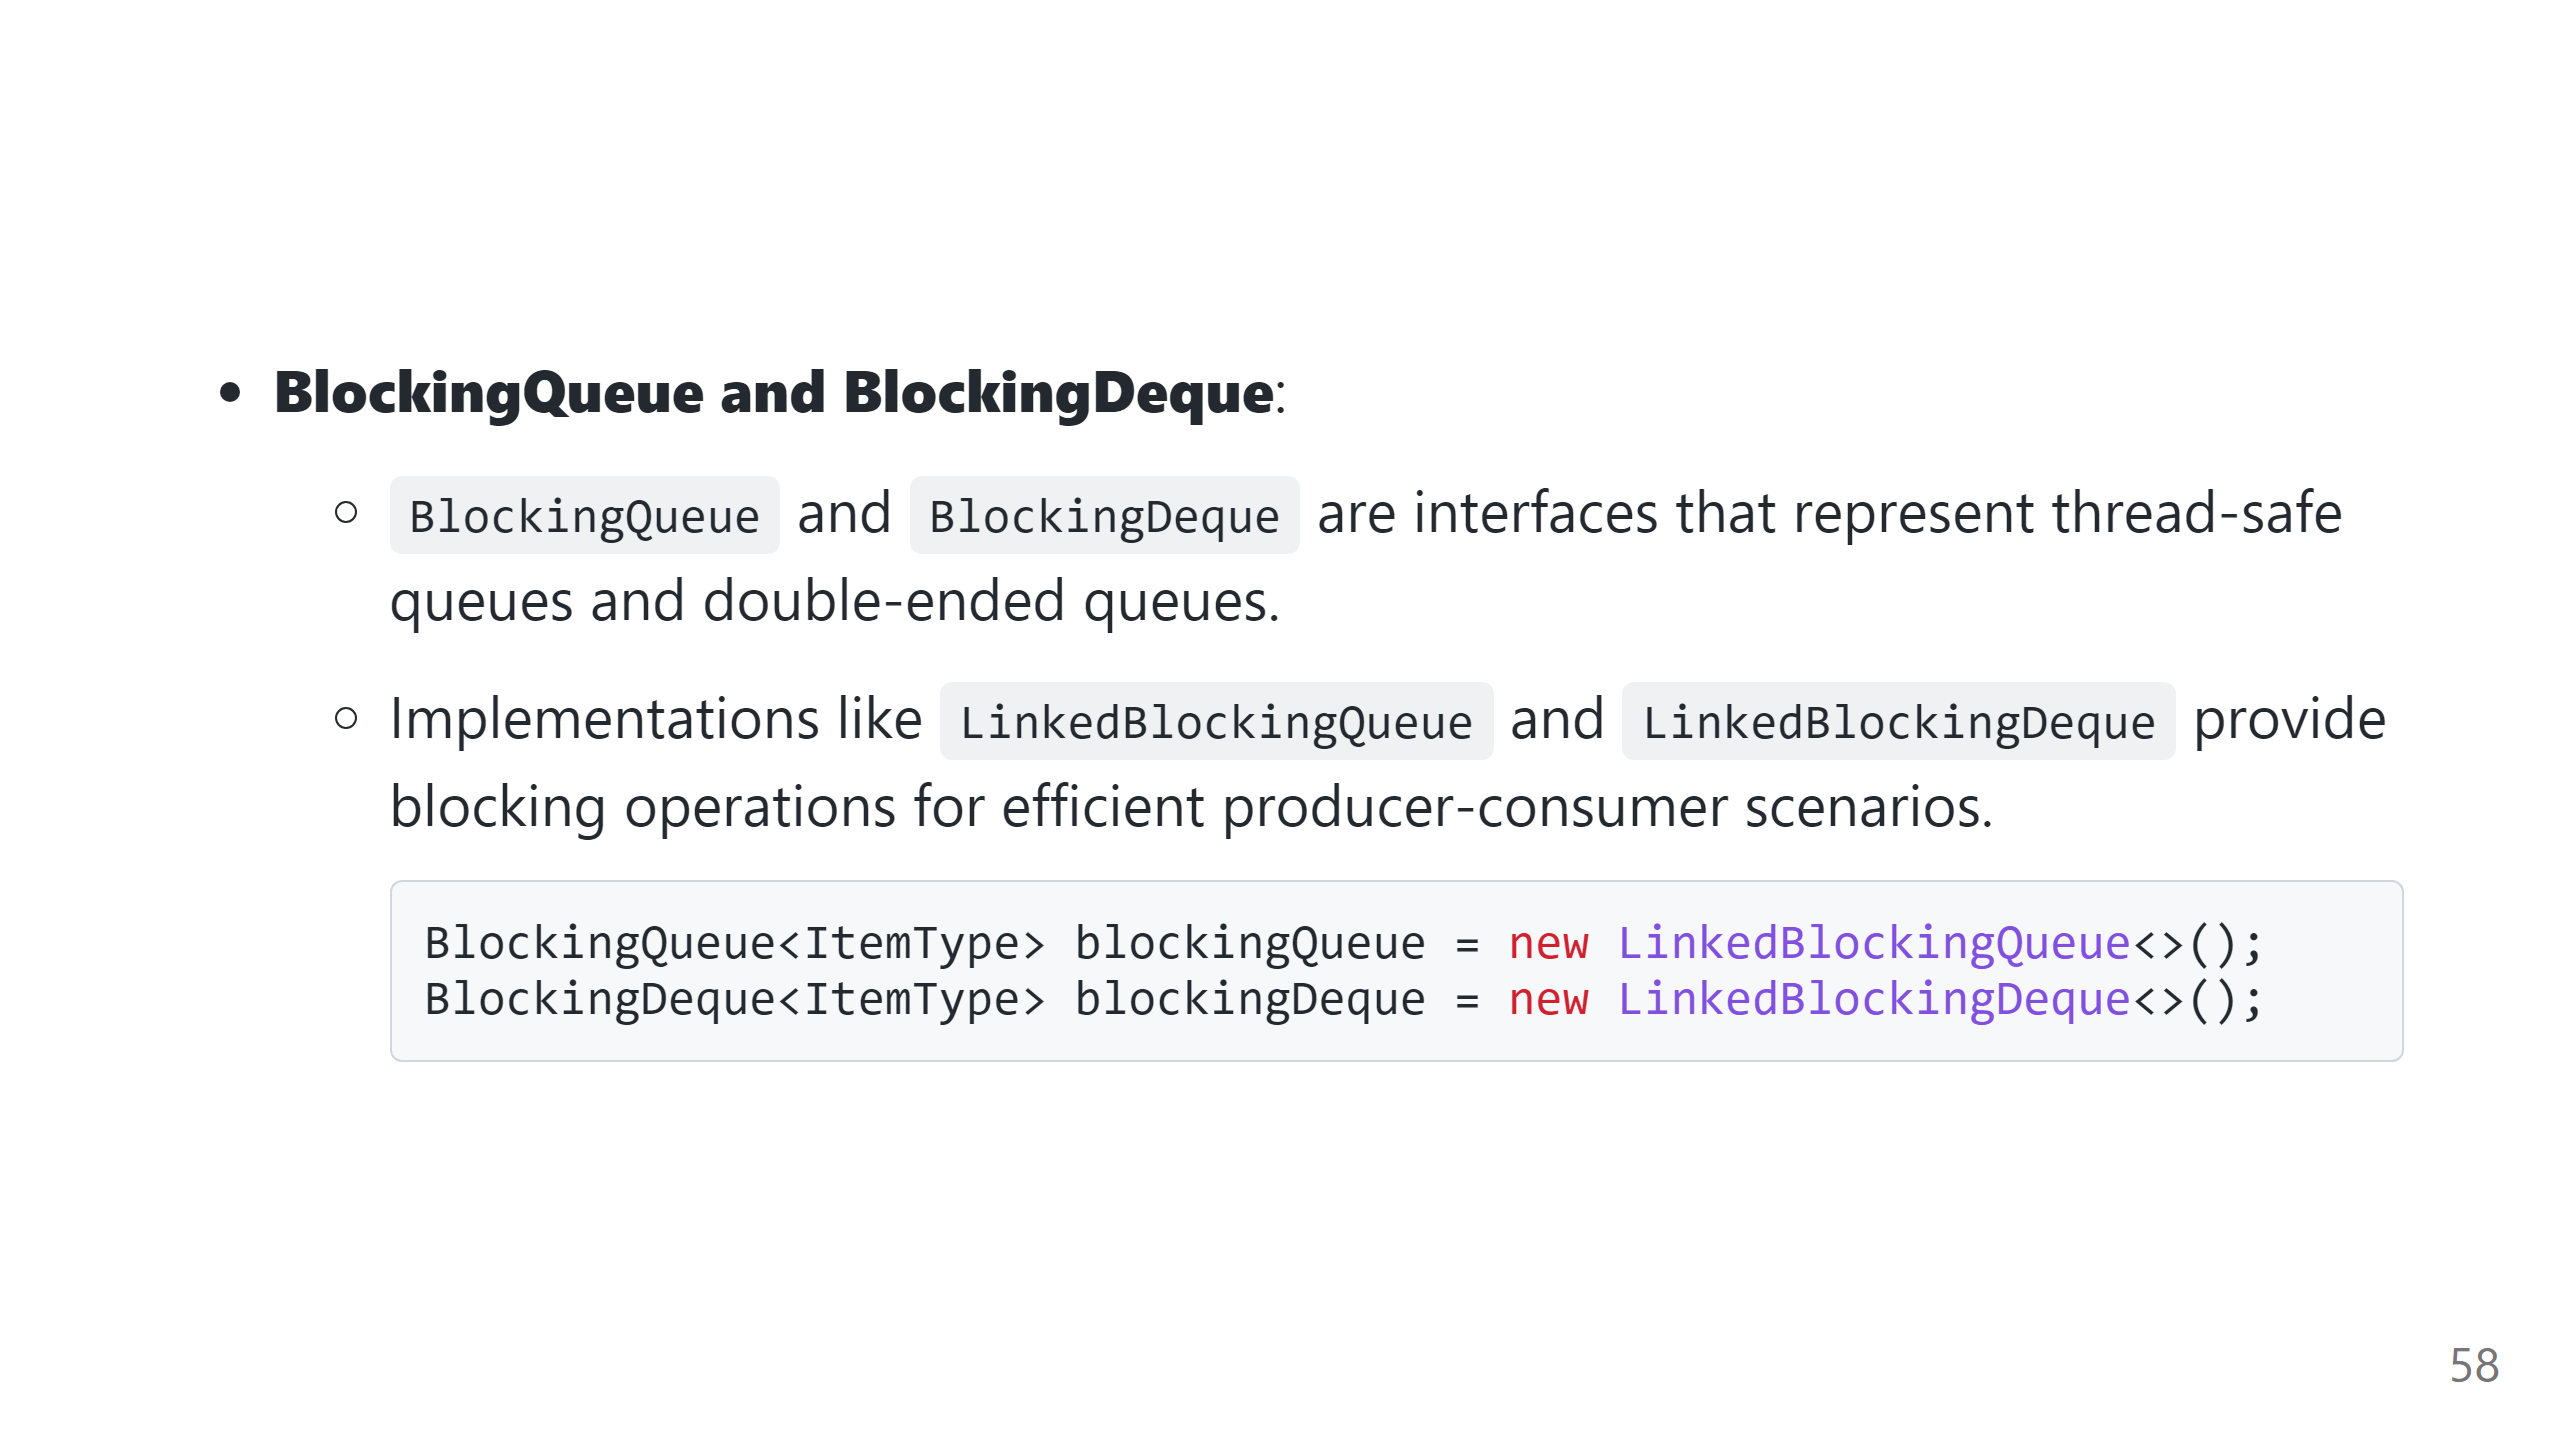 • BlockingQueue and BlockingDeque:
○ BlockingQueue and BlockingDeque are interfaces that represent thread-safe
queues and double-ended queues.
○ Implementations like LinkedBlockingQueue and LinkedBlockingDeque provide
blocking operations for efficient producer-consumer scenarios.
BlockingQueue<ItemType> blockingQueue = new LinkedBlockingQueue<>();
BlockingDeque<ItemType> blockingDeque = new LinkedBlockingDeque<>();
58